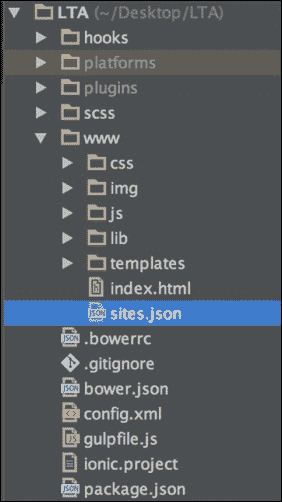 LTA (~/Desktop/LTA)
hooks
platforms
plugins
scss
www
css
img
js
lib
templates
index.html
sites.json
.bowerrc
.gitignore
bower.json
config.xml
gulpfile.js
ionic.project
package.json